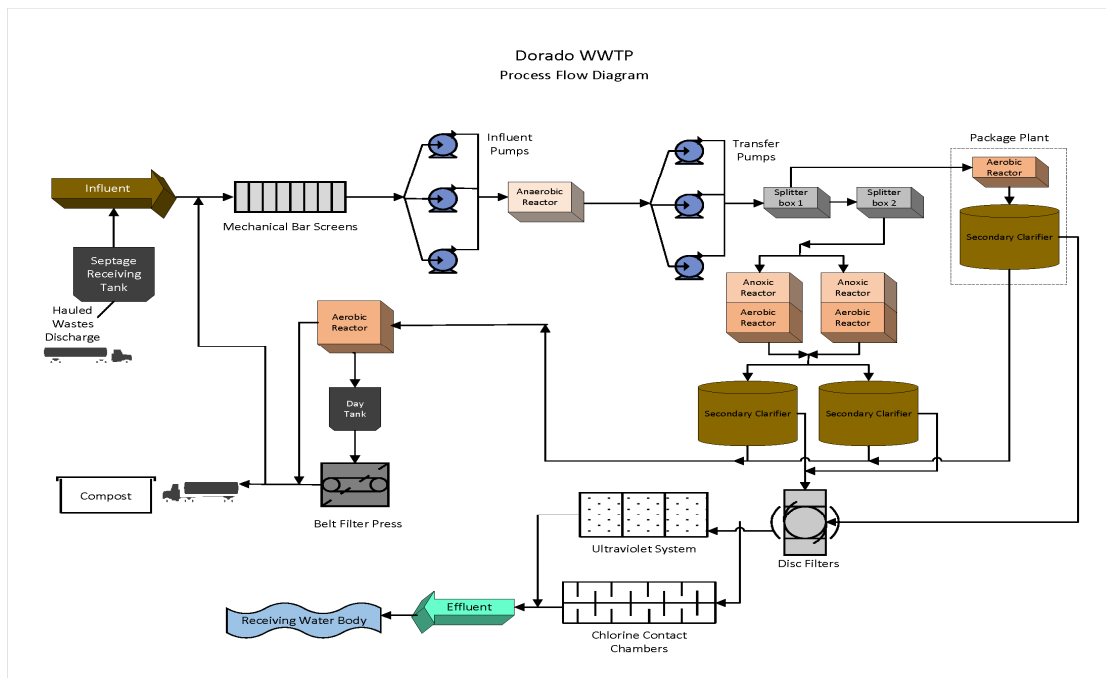 Dorado WWTP
Process Flow Diagram
Influent
Pumps
Transfer
Pumps
Package Plant
Aerobic
Reactor
Influent
Mechanical Bar Screens
Anaerobic
Reactor
Splitter
box 1
Splitter
box 2
Secondary Clarifier
Septage
Receiving
Tank
Hauled
Wastes
Discharge
Anoxic
Reactor
Aerobic
Reactor
Anoxic
Reactor
Aerobic
Reactor
Aerobic
Reactor
Day
Tank
Secondary Clarifier
Secondary Clarifier
Compost
Belt Filter Press
Ultraviolet System
Disc Filters
Effluent
Receiving Water Body
Chlorine Contact
Chambers